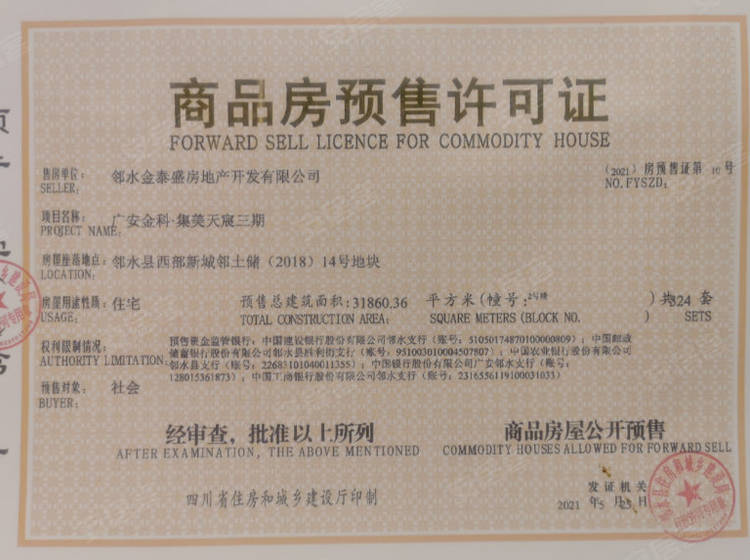 商品房预售许可证
FORWARD SELL LICENCE FOR COMMODITY HOUSE
售房单位: 邻水金泰盛房地产开发有限公司 (2021)房预售证第10号
SELLER: NO.FYSZD:
项目名称: 广安金科·集美天宸三期
PROJECT NAME:
房屋座落地点: 邻水县西部新城邻土储(2018)14号地块
LOCATION:
房屋用途性质: 住宅 预售总建筑面积:31860.36 平方米(幢号: )共324套
USAGE: TOTAL CONSTRUCTION AREA: SQUARE METERS (BLOCK NO. ) SETS
权利限制情况: 预售资金监管银行:中国建设银行股份有限公司邻水支行(账号:51050174870100000809);中国邮政
AUTHORITY LIMITATION: 储蓄银行股份有限公司邻水县胜利街支行(账号:951003010004507807);中国农业银行股份有限公司
邻水县支行(账号:22683101040011355);中国银行股份有限公司广安邻水支行(账号:
128015361873);中国工商银行股份有限公司邻水支行(账号:2316556119100031033)
预售对象: 社会
BUYER:
经审查,批准以上所列 商品房屋公开预售
AFTER EXAMINATION, THE ABOVE MENTIONED COMMODITY HOUSES ALLOWED FOR FORWARD SELL
四川省住房和城乡建设厅印制
发证机关
2021 年 5 25 日